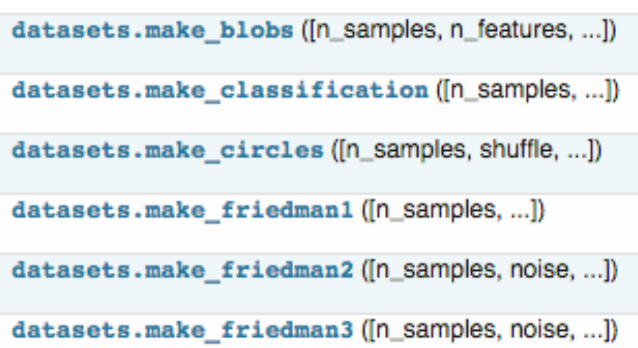 datasets.make_blobs ([n_samples, n_features, ...])
datasets.make_classification ([n_samples, ...])
datasets.make_circles ([n_samples, shuffle, ...])
datasets.make_friedman1 ([n_samples, ...])
datasets.make_friedman2 ([n_samples, noise, ...])
datasets.make_friedman3 ([n_samples, noise, ...])